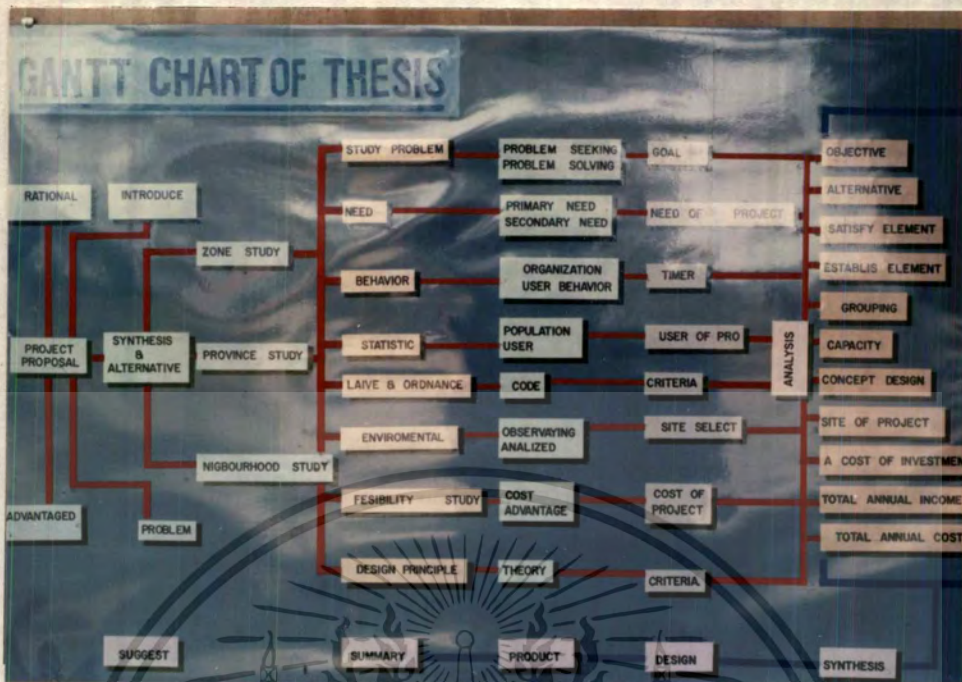 GANTT CHART OF THESIS
RATIONAL
INTRODUCE
PROJECT
PROPOSAL
ADVANTAGED
PROBLEM
SYNTHESIS
&
ALTERNATIVE
ZONE STUDY
PROVINCE STUDY
NIGBOURHOOD STUDY
STUDY PROBLEM
PROBLEM SEEKING
PROBLEM SOLVING
GOAL
NEED
PRIMARY NEED
SECONDARY NEED
NEED OF PROJECT
BEHAVIOR
ORGANIZATION
USER BEHAVIOR
TIMER
STATISTIC
POPULATION
USER
USER OF PRO
LAIVE & ORDNANCE
CODE
CRITERIA
ENVIROMENTAL
OBSERVAYING
ANALIZED
SITE SELECT
FESIBILITY STUDY
COST
ADVANTAGE
COST OF
PROJECT
DESIGN PRINCIPLE
THEORY
CRITERIA
ANALYSIS
OBJECTIVE
ALTERNATIVE
SATISFY ELEMENT
ESTABLIS ELEMENT
GROUPING
CAPACITY
CONCEPT DESIGN
SITE OF PROJECT
A COST OF INVESTMEN
TOTAL ANNUAL INCOME
TOTAL ANNUAL COST
SUGGEST
SUMMARY
PRODUCT
DESIGN
SYNTHESIS